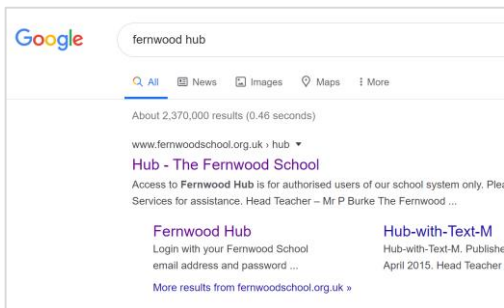 Google
fernwood hub
All News Images Maps More
About 2,370,000 results (0.46 seconds)
www.fernwoodschool.org.uk › hub
Hub - The Fernwood School
Access to Fernwood Hub is for authorised users of our school system only.
Services for assistance. Head Teacher – Mr P Burke The Fernwood ...
Fernwood Hub Hub-with-Text-M
Login with your Fernwood School Hub-with-Text-M.
email address and password ... April 2015. Head Teacher
More results from fernwoodschool.org.uk »